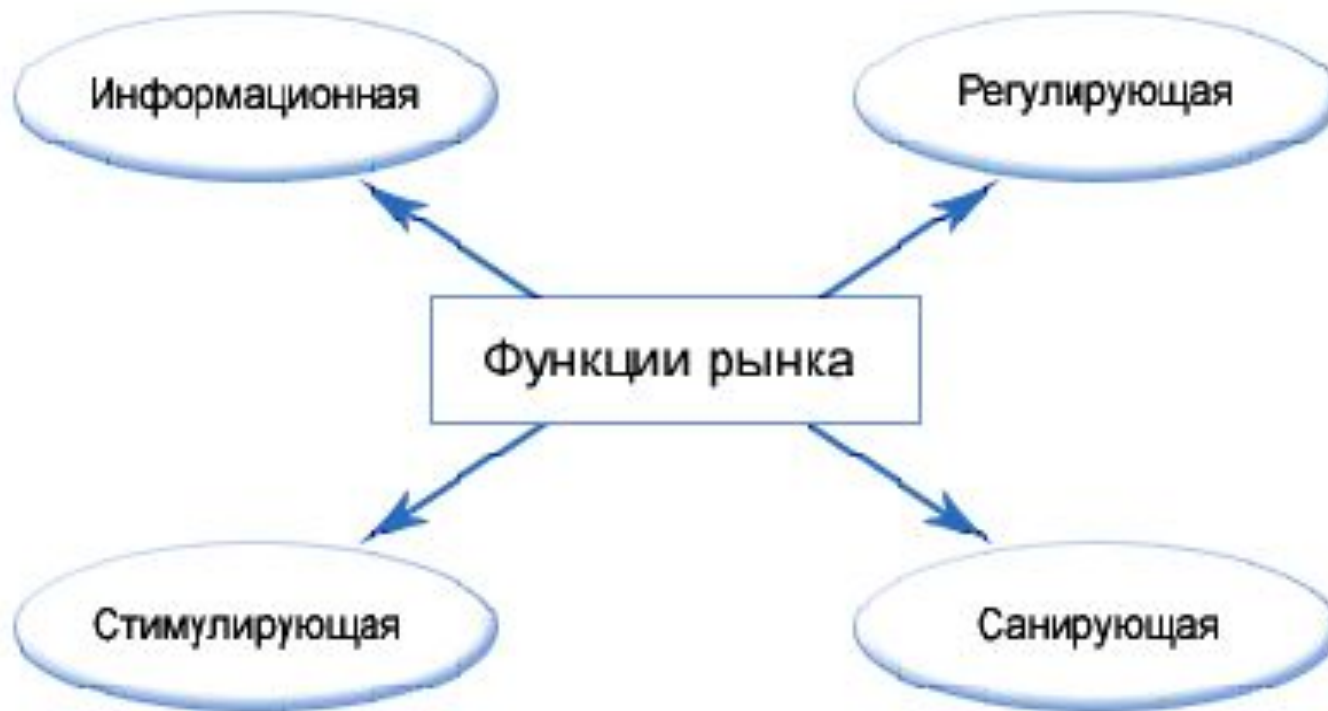 Информационная
Регулирующая
Функции рынка
Стимулирующая
Санирующая